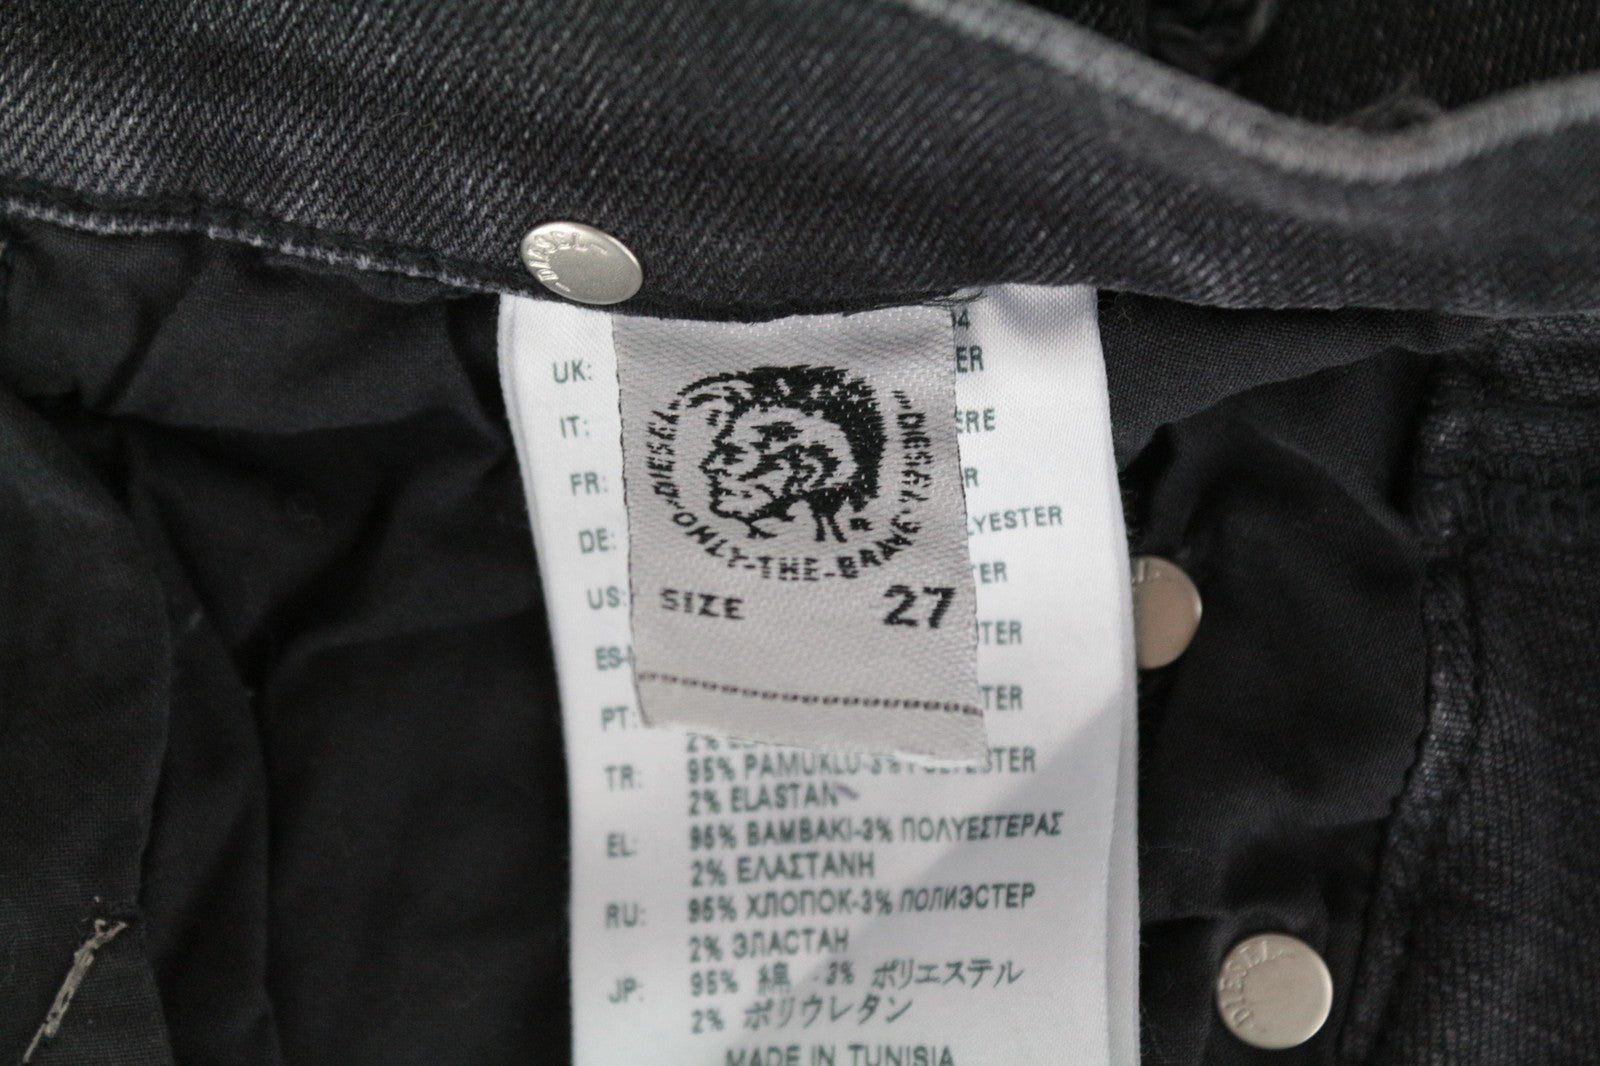 DIESEL
UK:
IT:
FR:
DE:
US:
PT:
DIESEL
DIESEL
ONLY-THE-BRAVE
R
SIZE 27
ER
ERE
R
LYESTER
TER
TER
TER
TR: 95% PAMUKLU-3% POLYESTER
2% ELASTAN
EL: 95% BAMBAKI-3% ΠΟΛΥΕΣΤΕΡΑΣ
2% ΕΛΑΣΤΑΝΗ
RU: 95% ХЛОПОК-3% ПОЛИЭСТЕР
2% ЭЛАСТАН
JP: 95% 綿 -3% ポリエステル
2% ポリウレタン
MADE IN TUNISIA
DIESEL